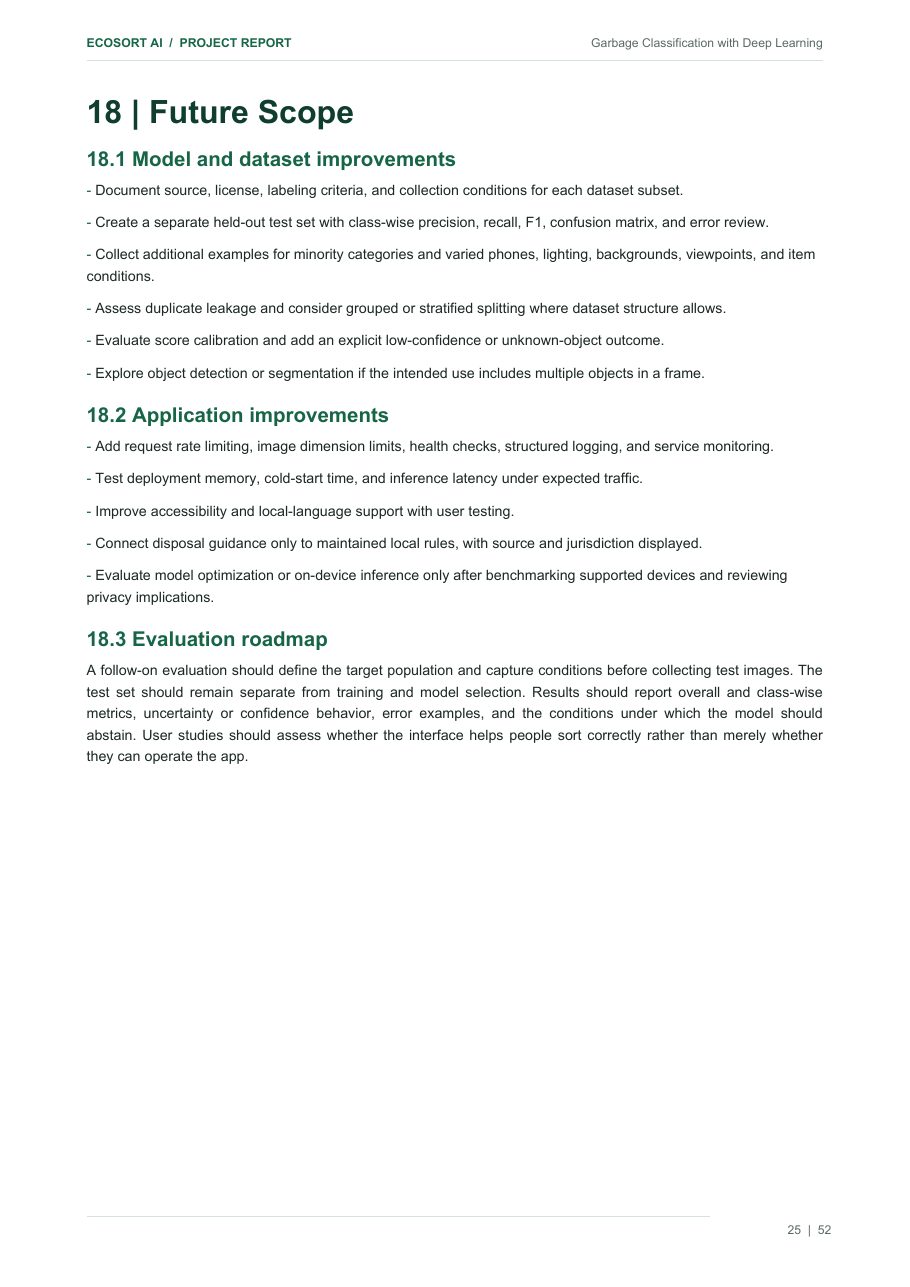 ECOSORT AI / PROJECT REPORT
Garbage Classification with Deep Learning
18 | Future Scope
18.1 Model and dataset improvements
- Document source, license, labeling criteria, and collection conditions for each dataset subset.
- Create a separate held-out test set with class-wise precision, recall, F1, confusion matrix, and error review.
- Collect additional examples for minority categories and varied phones, lighting, backgrounds, viewpoints, and item
conditions.
- Assess duplicate leakage and consider grouped or stratified splitting where dataset structure allows.
- Evaluate score calibration and add an explicit low-confidence or unknown-object outcome.
- Explore object detection or segmentation if the intended use includes multiple objects in a frame.
18.2 Application improvements
- Add request rate limiting, image dimension limits, health checks, structured logging, and service monitoring.
- Test deployment memory, cold-start time, and inference latency under expected traffic.
- Improve accessibility and local-language support with user testing.
- Connect disposal guidance only to maintained local rules, with source and jurisdiction displayed.
- Evaluate model optimization or on-device inference only after benchmarking supported devices and reviewing
privacy implications.
18.3 Evaluation roadmap
A follow-on evaluation should define the target population and capture conditions before collecting test images. The
test set should remain separate from training and model selection. Results should report overall and class-wise
metrics, uncertainty or confidence behavior, error examples, and the conditions under which the model should
abstain. User studies should assess whether the interface helps people sort correctly rather than merely whether
they can operate the app.
25 | 52